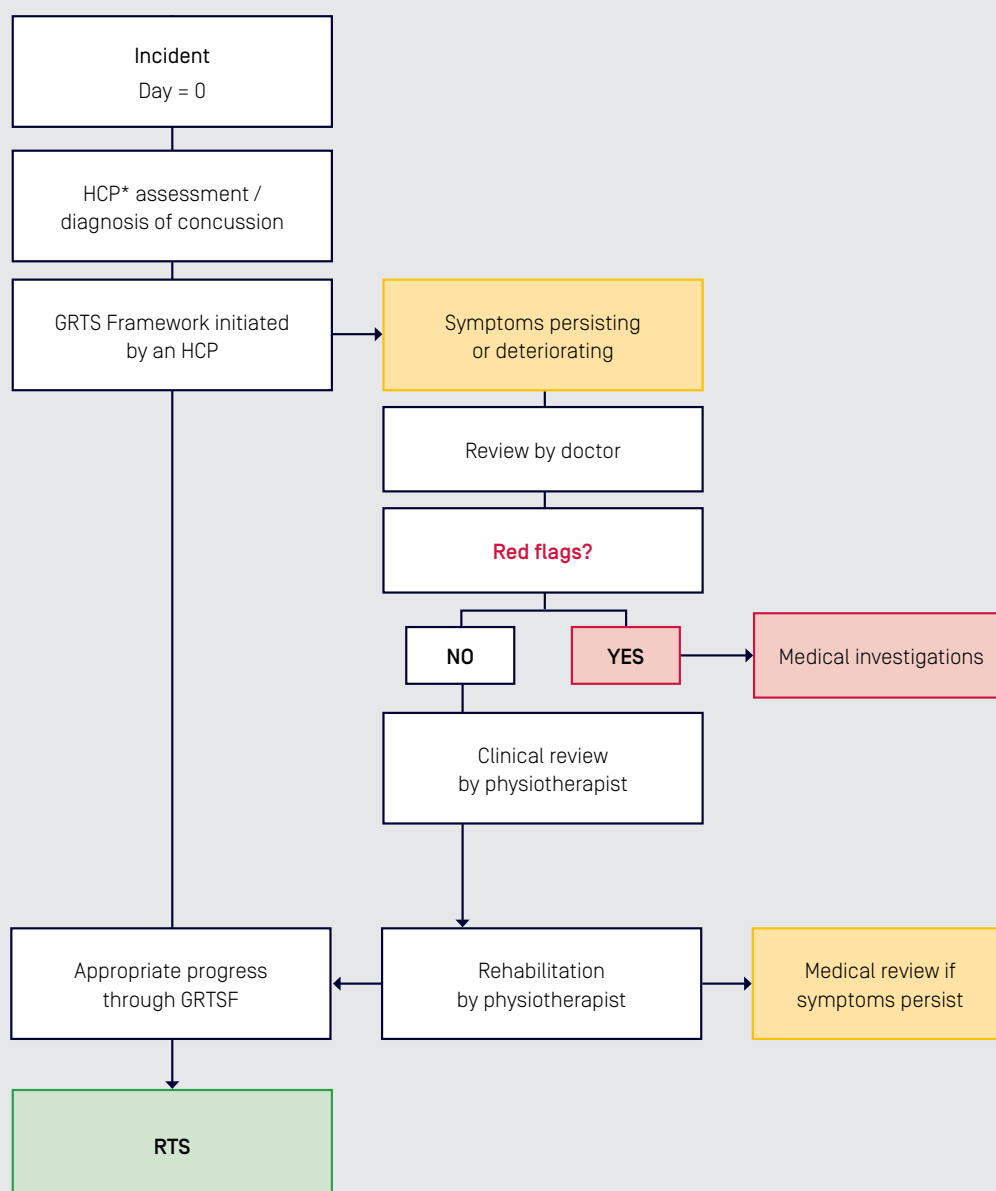 Incident
Day = 0
HCP* assessment /
diagnosis of concussion
GRTS Framework initiated
by an HCP
Symptoms persisting
or deteriorating
Review by doctor
Red flags?
NO
YES
Medical investigations
Clinical review
by physiotherapist
Appropriate progress
through GRTSF
Rehabilitation
by physiotherapist
Medical review if
symptoms persist
RTS